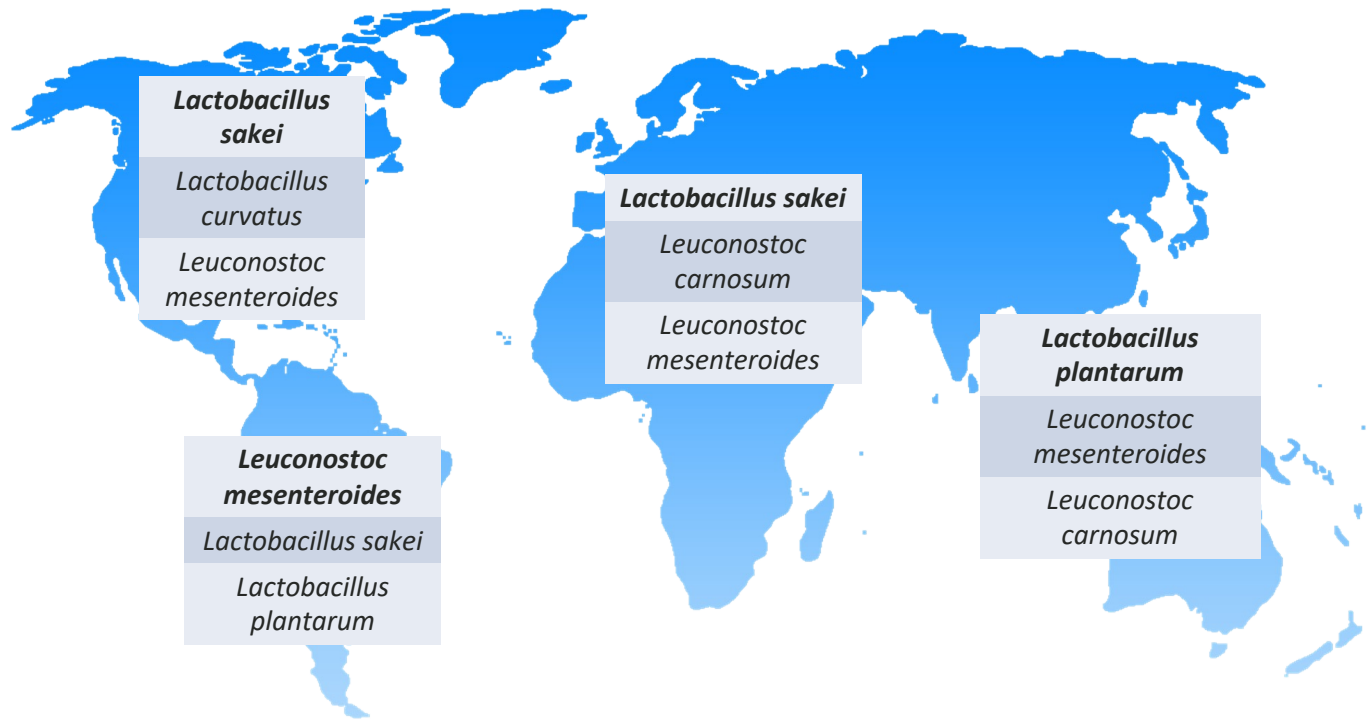 Lactobacillus
sakei
Lactobacillus
curvatus
Leuconostoc
mesenteroides
Lactobacillus sakei
Leuconostoc
carnosum
Leuconostoc
mesenteroides
Lactobacillus
plantarum
Leuconostoc
mesenteroides
Leuconostoc
carnosum
Leuconostoc
mesenteroides
Lactobacillus sakei
Lactobacillus
plantarum